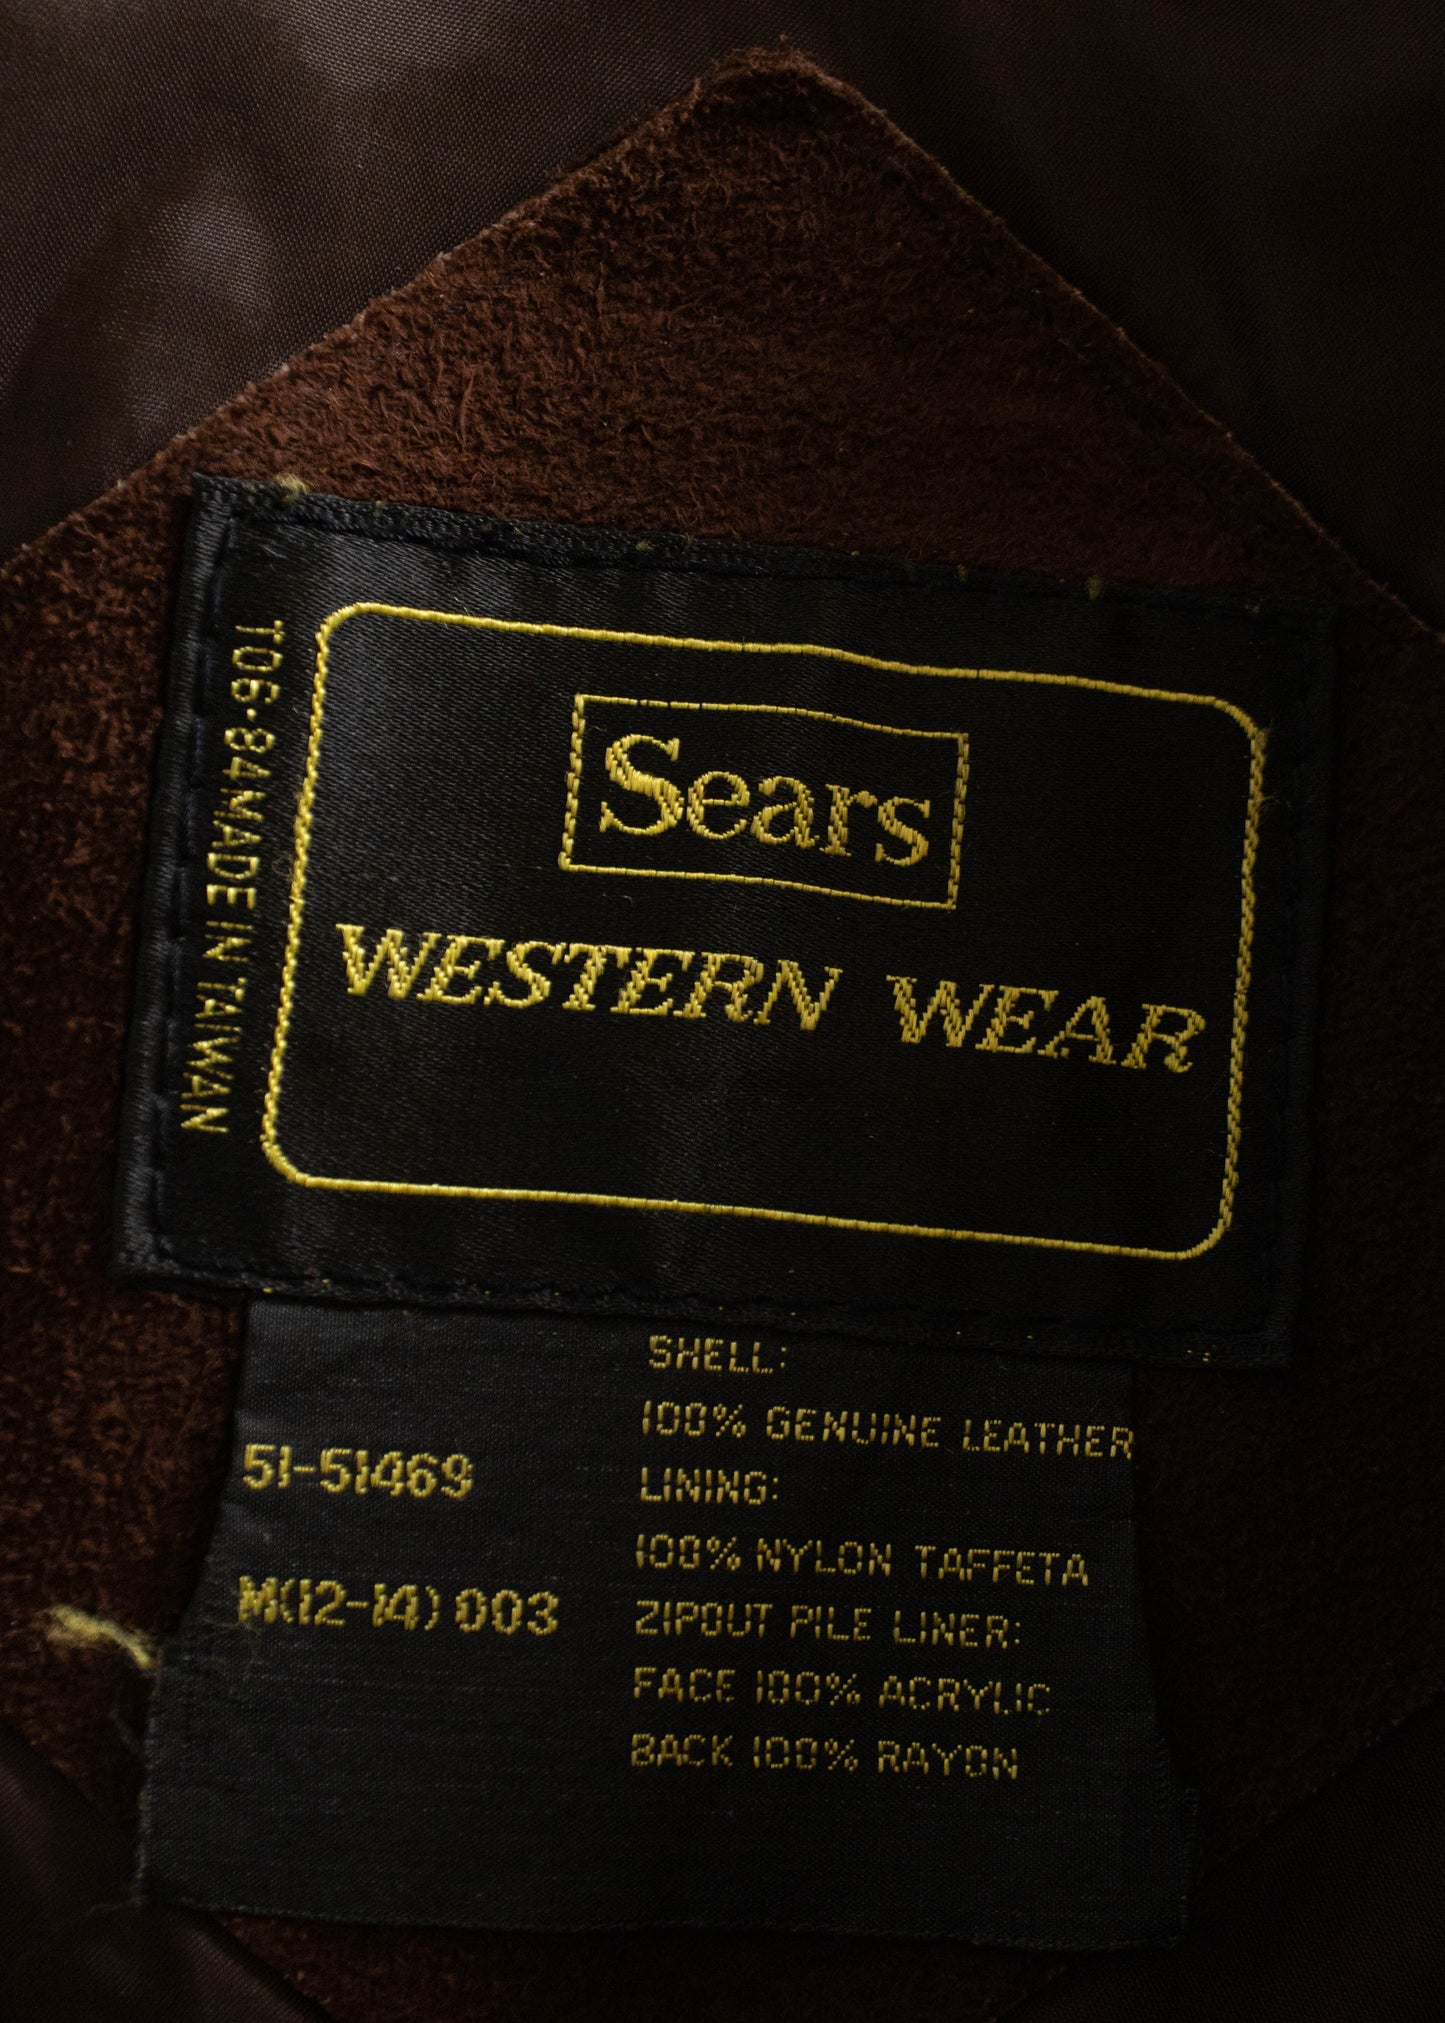 TO6·84MADE IN TAIWAN
Sears
WESTERN WEAR
SHELL:
100% GENUINE LEATHER
LINING:
100% NYLON TAFFETA
ZIPOUT PILE LINER:
FACE 100% ACRYLIC
BACK 100% RAYON
51-51469
M(12-14) 003